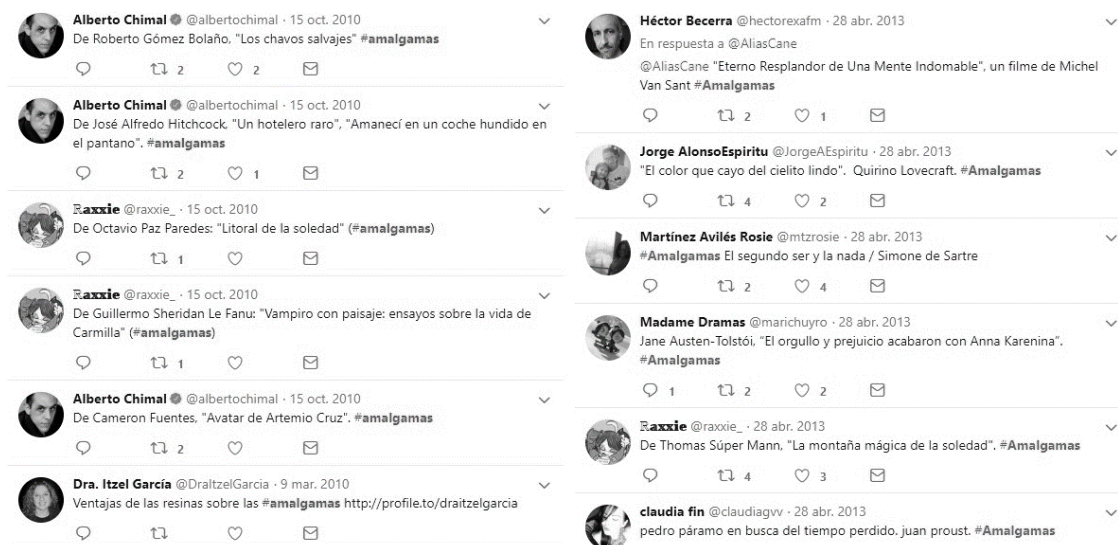 Alberto Chimal @albertochimal · 15 oct. 2010
De Roberto Gómez Bolaño, "Los chavos salvajes" #amalgamas
2 2
Alberto Chimal @albertochimal · 15 oct. 2010
De José Alfredo Hitchcock, "Un hotelero raro", "Amanecí en un coche hundido en
el pantano". #amalgamas
2 1
Raxxie @raxxie_ · 15 oct. 2010
De Octavio Paz Paredes: "Litoral de la soledad" (#amalgamas)
1
Raxxie @raxxie_ · 15 oct. 2010
De Guillermo Sheridan Le Fanu: "Vampiro con paisaje: ensayos sobre la vida de
Carmilla" (#amalgamas)
1
Alberto Chimal @albertochimal · 15 oct. 2010
De Cameron Fuentes, "Avatar de Artemio Cruz". #amalgamas
2
Dra. Itzel García @DraItzelGarcia · 9 mar. 2010
Ventajas de las resinas sobre las #amalgamas http://profile.to/draitzelgarcia
Héctor Becerra @hectorexafm · 28 abr. 2013
En respuesta a @AliasCane
@AliasCane "Eterno Resplandor de Una Mente Indomable", un filme de Michel
Van Sant #Amalgamas
2 1
Jorge AlonsoEspiritu @JorgeAEspiritu · 28 abr. 2013
"El color que cayo del cielito lindo". Quirino Lovecraft. #Amalgamas
4 2
Martínez Avilés Rosie @mtzrosie · 28 abr. 2013
#Amalgamas El segundo ser y la nada / Simone de Sartre
2 4
Madame Dramas @marichuyro · 28 abr. 2013
Jane Austen-Tolstói, "El orgullo y prejuicio acabaron con Anna Karenina".
#Amalgamas
1 2 2
Raxxie @raxxie_ · 28 abr. 2013
De Thomas Súper Mann, "La montaña mágica de la soledad". #Amalgamas
4 3
claudia fin @claudiagvv · 28 abr. 2013
pedro páramo en busca del tiempo perdido. juan proust. #Amalgamas